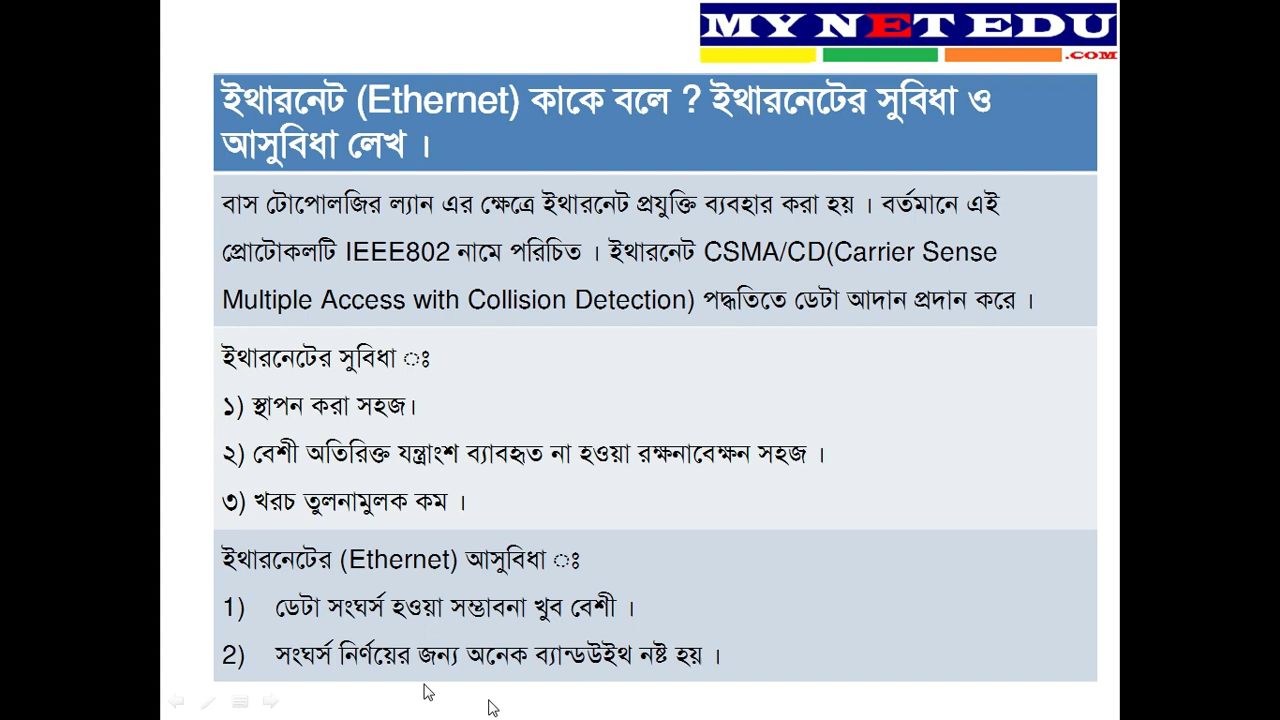 MY NET EDU
.COM
ইথারনেট (Ethernet) কাকে বলে ? ইথারনেটের সুবিধা ও
আসুবিধা লেখ ।
বাস টোপোলজির ল্যান এর ক্ষেত্রে ইথারনেট প্রযুক্তি ব্যবহার করা হয় । বর্তমানে এই
প্রোটোকলটি IEEE802 নামে পরিচিত । ইথারনেট CSMA/CD(Carrier Sense
Multiple Access with Collision Detection) পদ্ধতিতে ডেটা আদান প্রদান করে ।
ইথারনেটের সুবিধা ঃ
১) স্থাপন করা সহজ।
২) বেশী অতিরিক্ত যন্ত্রাংশ ব্যাবহৃত না হওয়া রক্ষনাবেক্ষন সহজ ।
৩) খরচ তুলনামুলক কম ।
ইথারনেটের (Ethernet) আসুবিধা ঃ
1) ডেটা সংঘর্স হওয়া সম্ভাবনা খুব বেশী ।
2) সংঘর্স নির্ণয়ের জন্য অনেক ব্যান্ডউইথ নষ্ট হয় ।